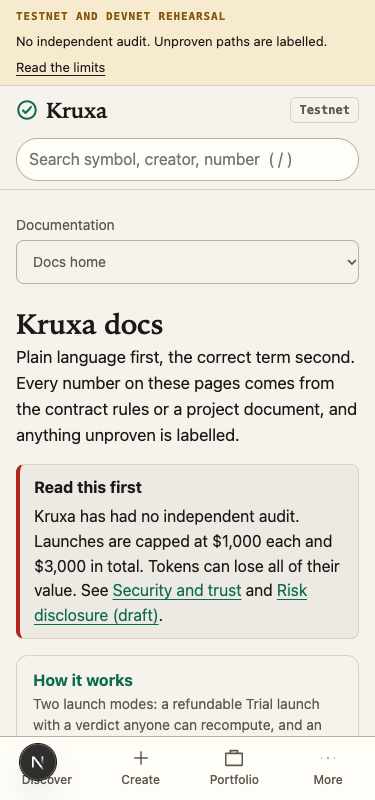 TESTNET AND DEVNET REHEARSAL
No independent audit. Unproven paths are labelled.
Read the limits
Kruxa
Testnet
Search symbol, creator, number ( / )
Documentation
Docs home
Kruxa docs
Plain language first, the correct term second.
Every number on these pages comes from
the contract rules or a project document, and
anything unproven is labelled.
Read this first
Kruxa has had no independent audit.
Launches are capped at $1,000 each and
$3,000 in total. Tokens can lose all of their
value. See Security and trust and Risk
disclosure (draft).
How it works
Two launch modes: a refundable Trial launch
with a verdict anyone can recompute, and an
N
Discover
Create
Portfolio
More